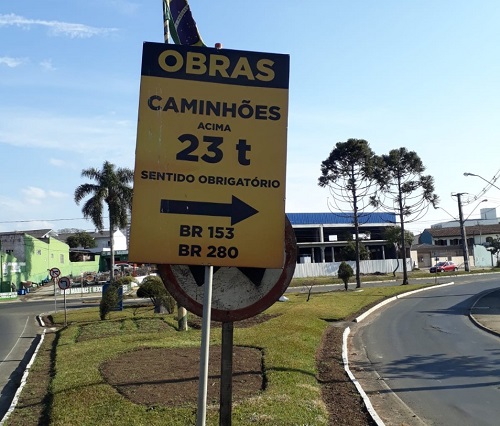 OBRAS
CAMINHÕES
ACIMA
23 t
SENTIDO OBRIGATÓRIO
BR 153
BR 280